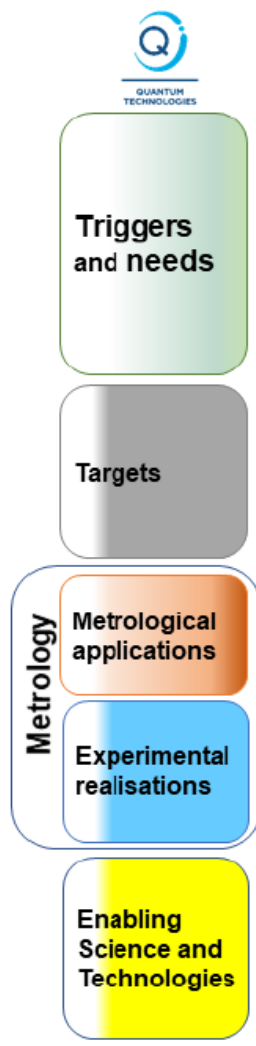 Q
QUANTUM
TECHNOLOGIES
Triggers
and needs
Targets
Metrology
Metrological
applications
Experimental
realisations
Enabling
Science and
Technologies